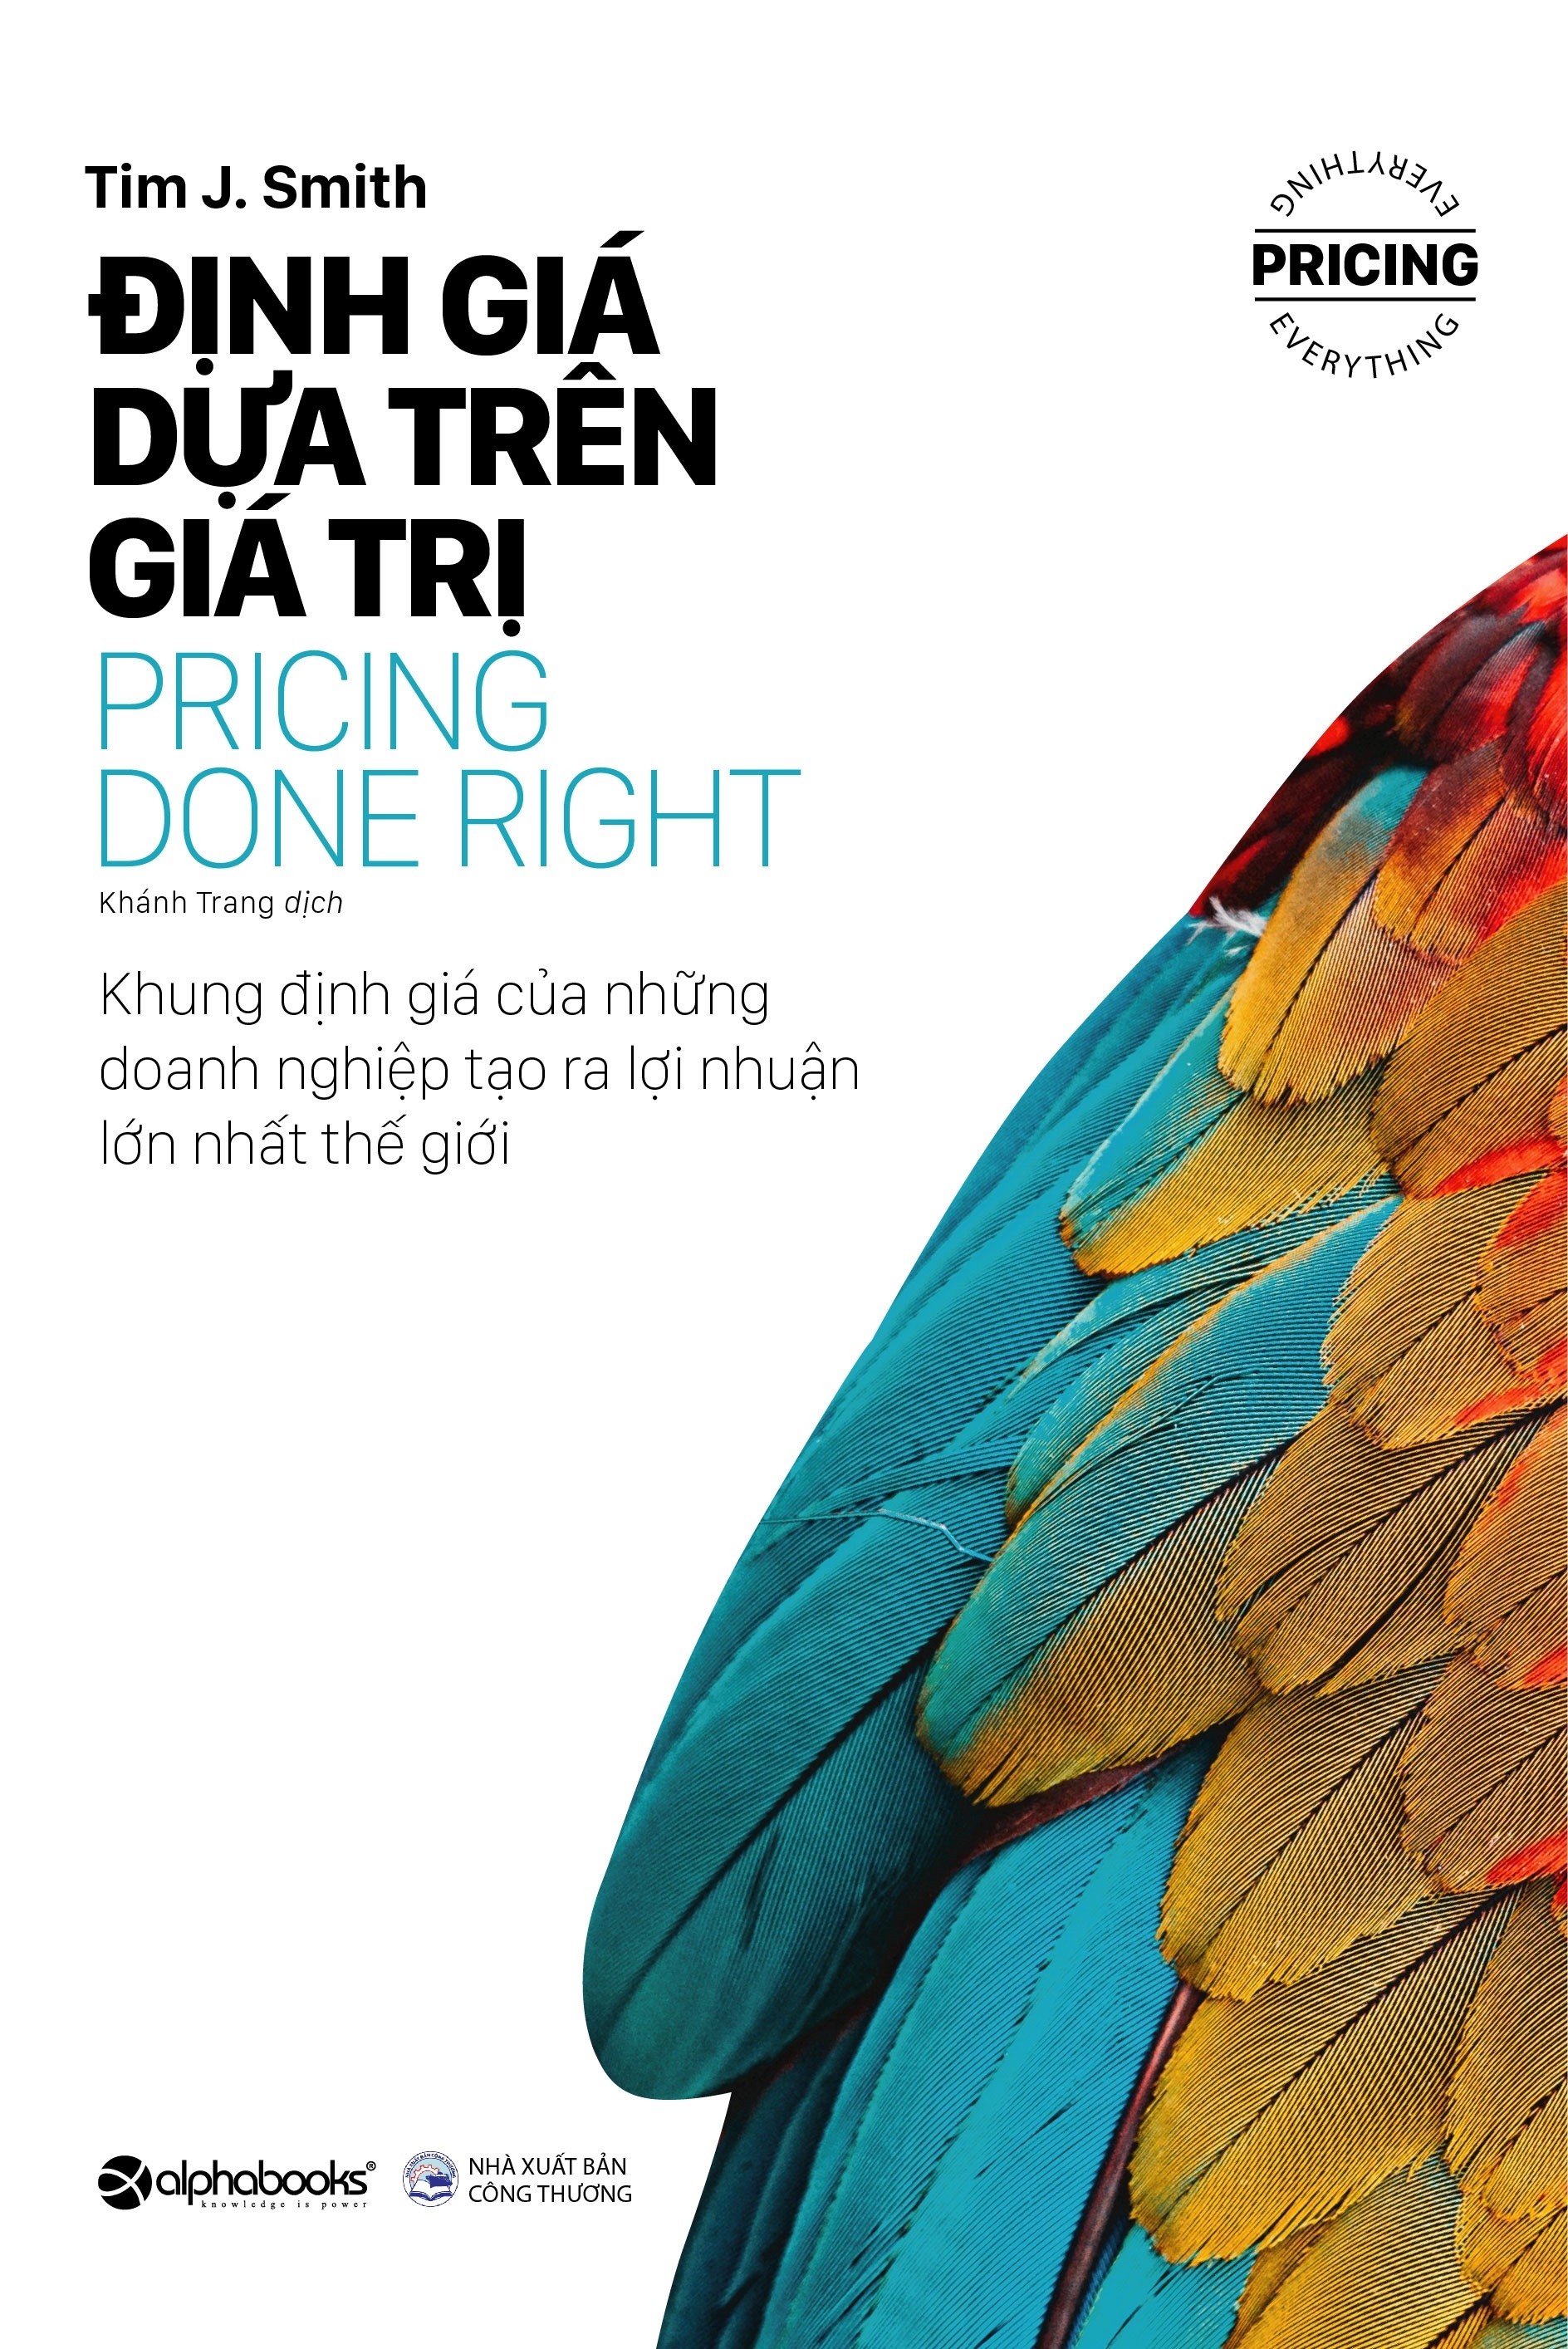 Tim J. Smith
ĐỊNH GIÁ
DỰA TRÊN
GIÁ TRỊ
PRICING
DONE RIGHT
Khánh Trang dịch
Khung định giá của những
doanh nghiệp tạo ra lợi nhuận
lớn nhất thế giới
EVERYTHING
PRICING
EVERYTHING
alphabooks®
knowledge is power
NHÀ XUẤT BẢN
CÔNG THƯƠNG